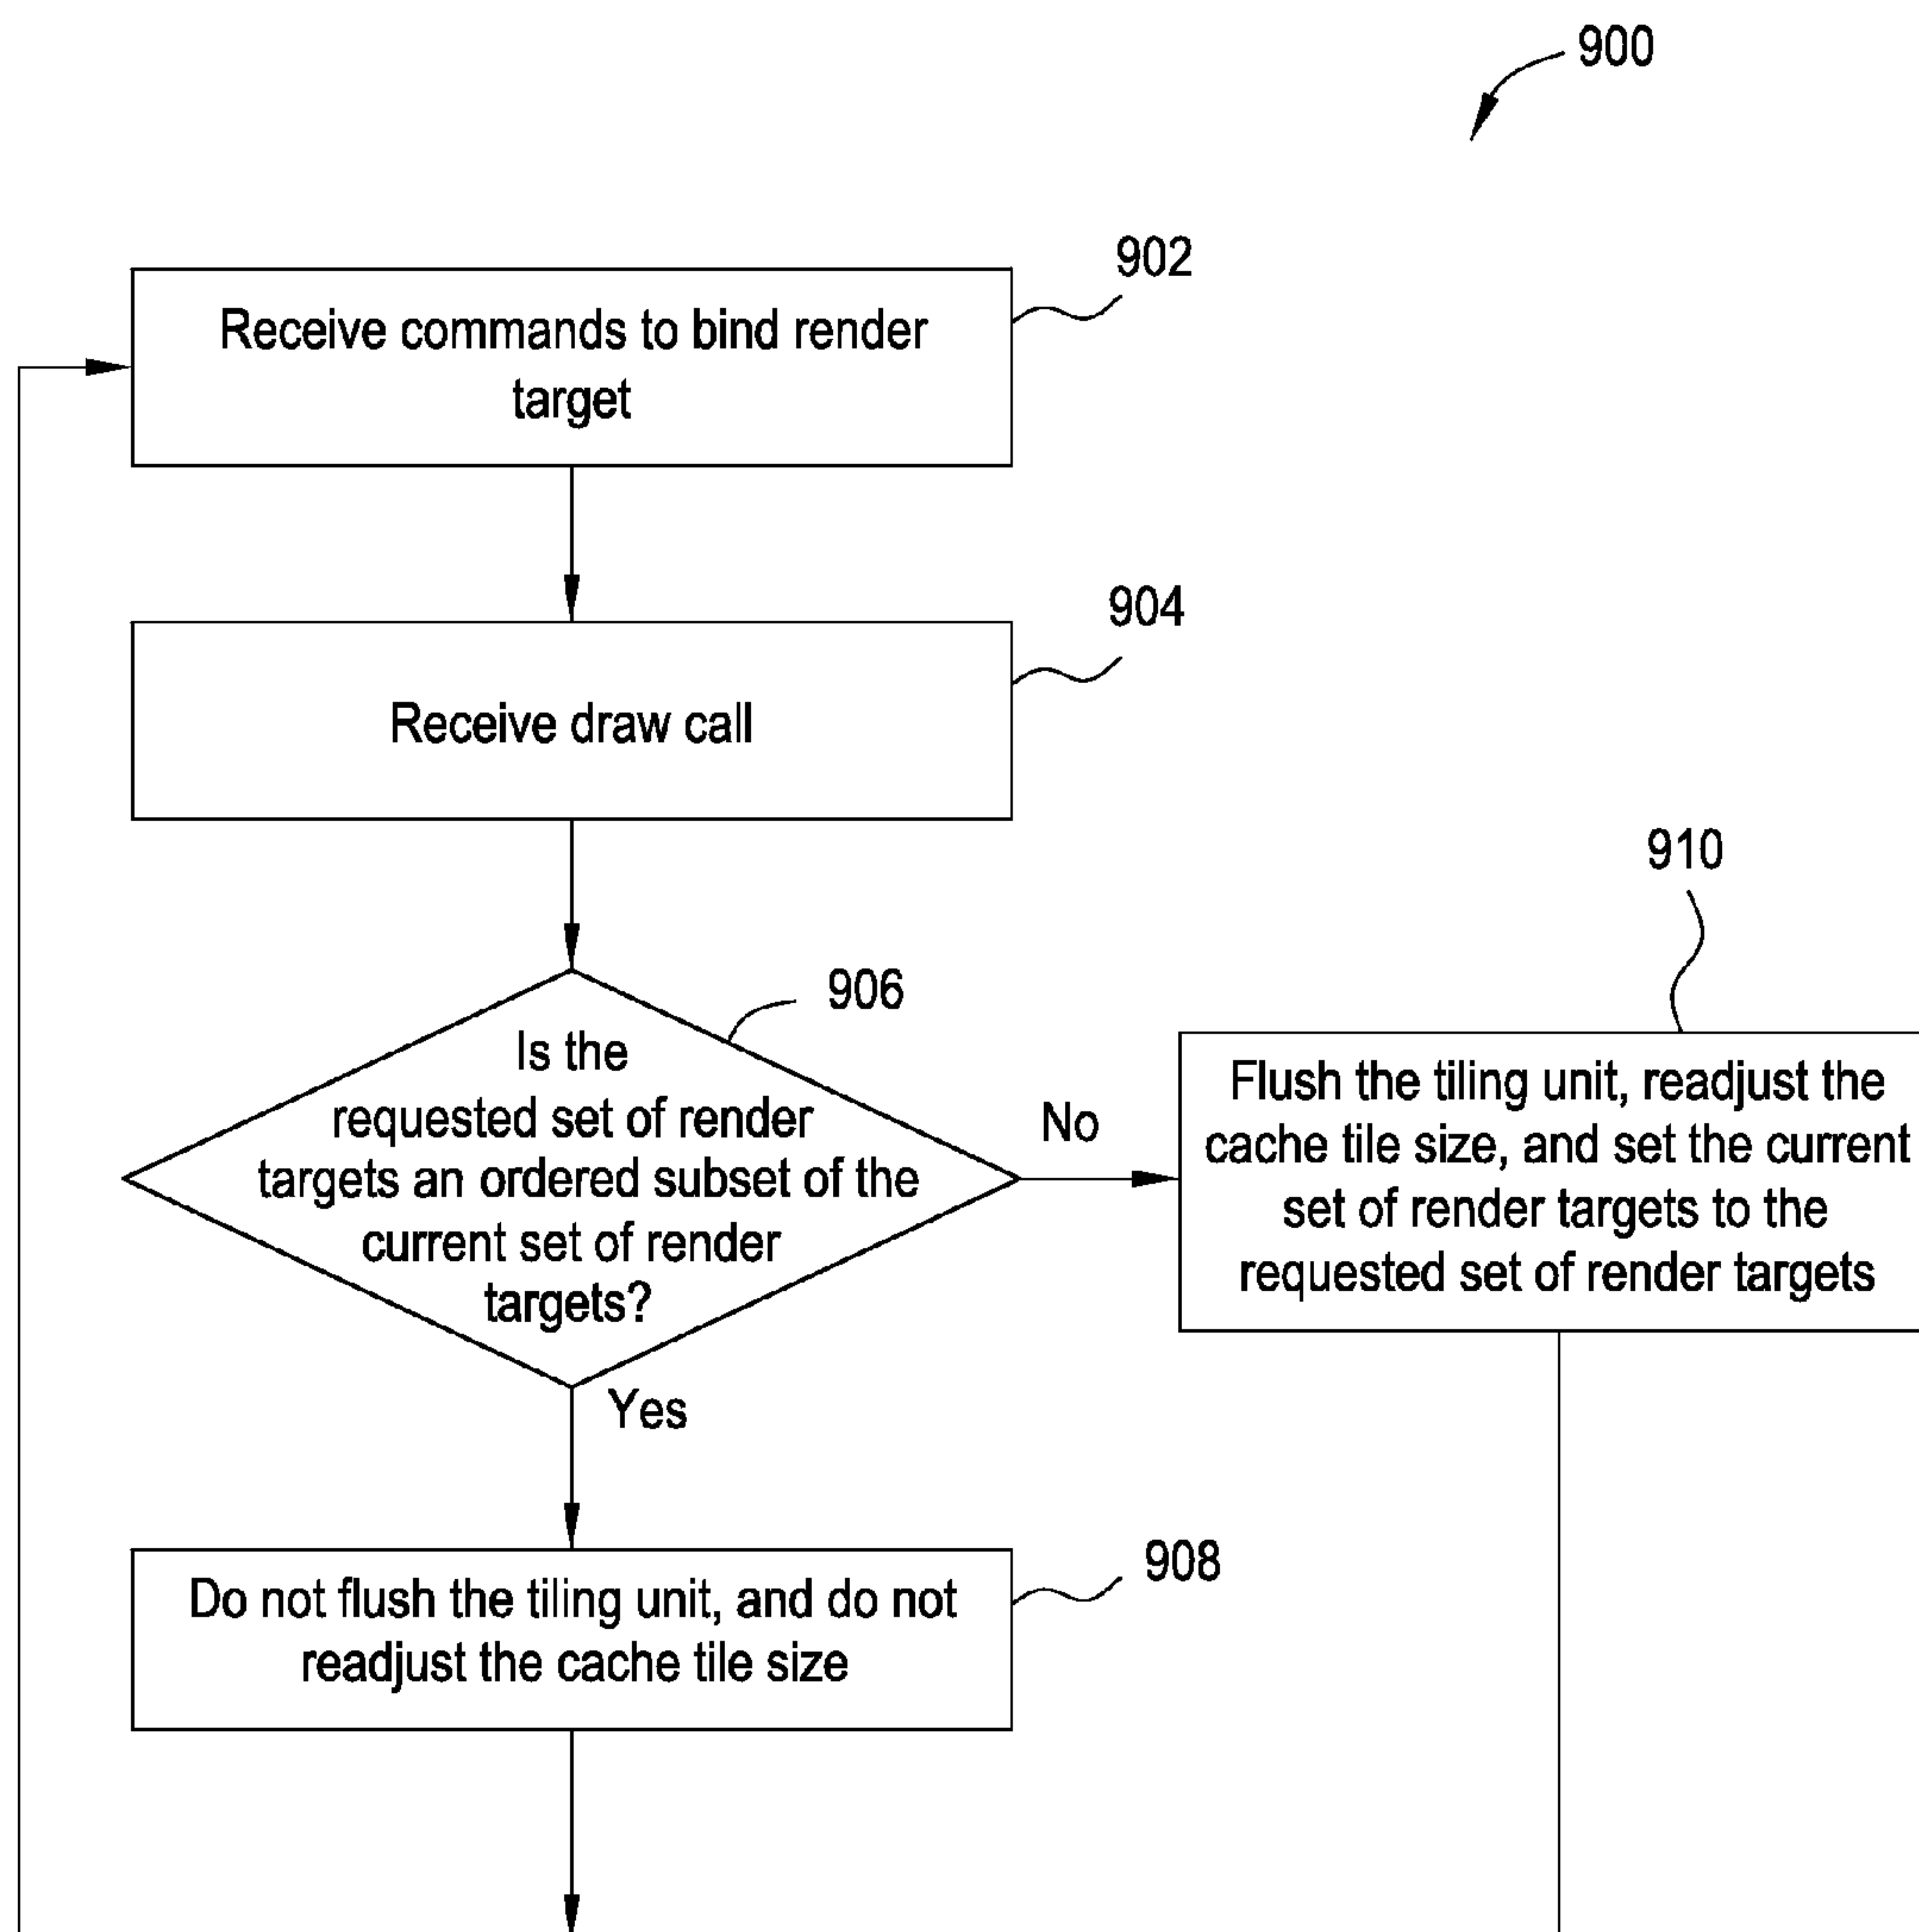 900
902
Receive commands to bind render
target
904
Receive draw call
906
Is the
requested set of render
targets an ordered subset of the
current set of render
targets?
No
Yes
910
Flush the tiling unit, readjust the
cache tile size, and set the current
set of render targets to the
requested set of render targets
908
Do not flush the tiling unit, and do not
readjust the cache tile size